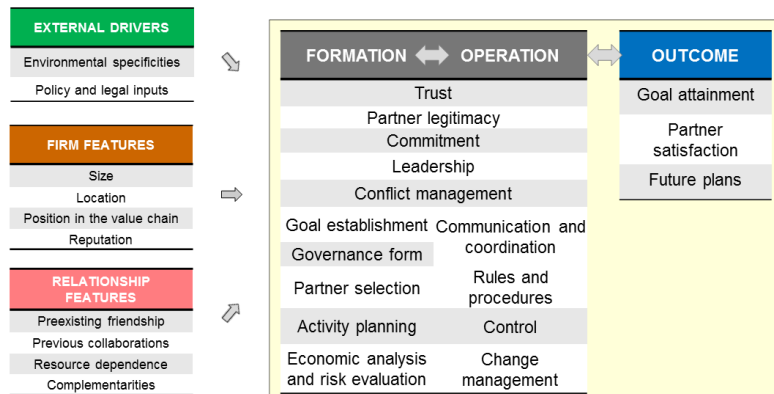 EXTERNAL DRIVERS
Environmental specificities
Policy and legal inputs
FIRM FEATURES
Size
Location
Position in the value chain
Reputation
RELATIONSHIP
FEATURES
Preexisting friendship
Previous collaborations
Resource dependence
Complementarities
FORMATION OPERATION
Trust
Partner legitimacy
Commitment
Leadership
Conflict management
Goal establishment
Governance form
Partner selection
Activity planning
Economic analysis
and risk evaluation
Communication and
coordination
Rules and
procedures
Control
Change
management
OUTCOME
Goal attainment
Partner
satisfaction
Future plans